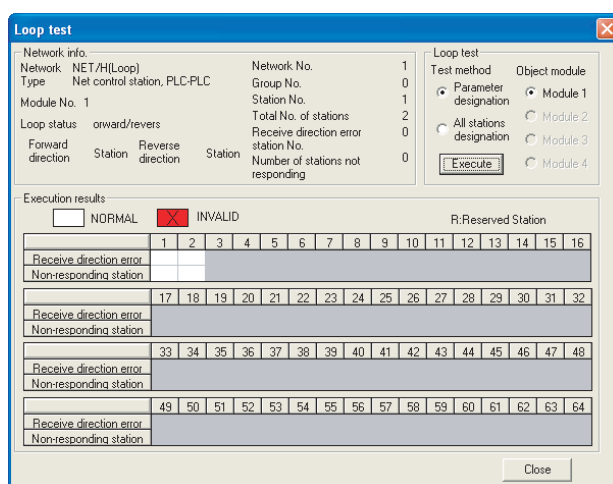 Loop test
Network info.
Network NET/H(Loop)
Type Net control station, PLC-PLC
Module No. 1
Loop status orward/revers
Forward direction Station Reverse direction Station
Network No. 1
Group No. 0
Station No. 1
Total No. of stations 2
Receive direction error station No. 0
Number of stations not responding 0
Loop test
Test method Object module
Parameter designation
All stations designation
Execute
Module 1
Module 2
Module 3
Module 4
Execution results
NORMAL X INVALID R:Reserved Station
1 2 3 4 5 6 7 8 9 10 11 12 13 14 15 16
Receive direction error
Non-responding station
17 18 19 20 21 22 23 24 25 26 27 28 29 30 31 32
Receive direction error
Non-responding station
33 34 35 36 37 38 39 40 41 42 43 44 45 46 47 48
Receive direction error
Non-responding station
49 50 51 52 53 54 55 56 57 58 59 60 61 62 63 64
Receive direction error
Non-responding station
Close